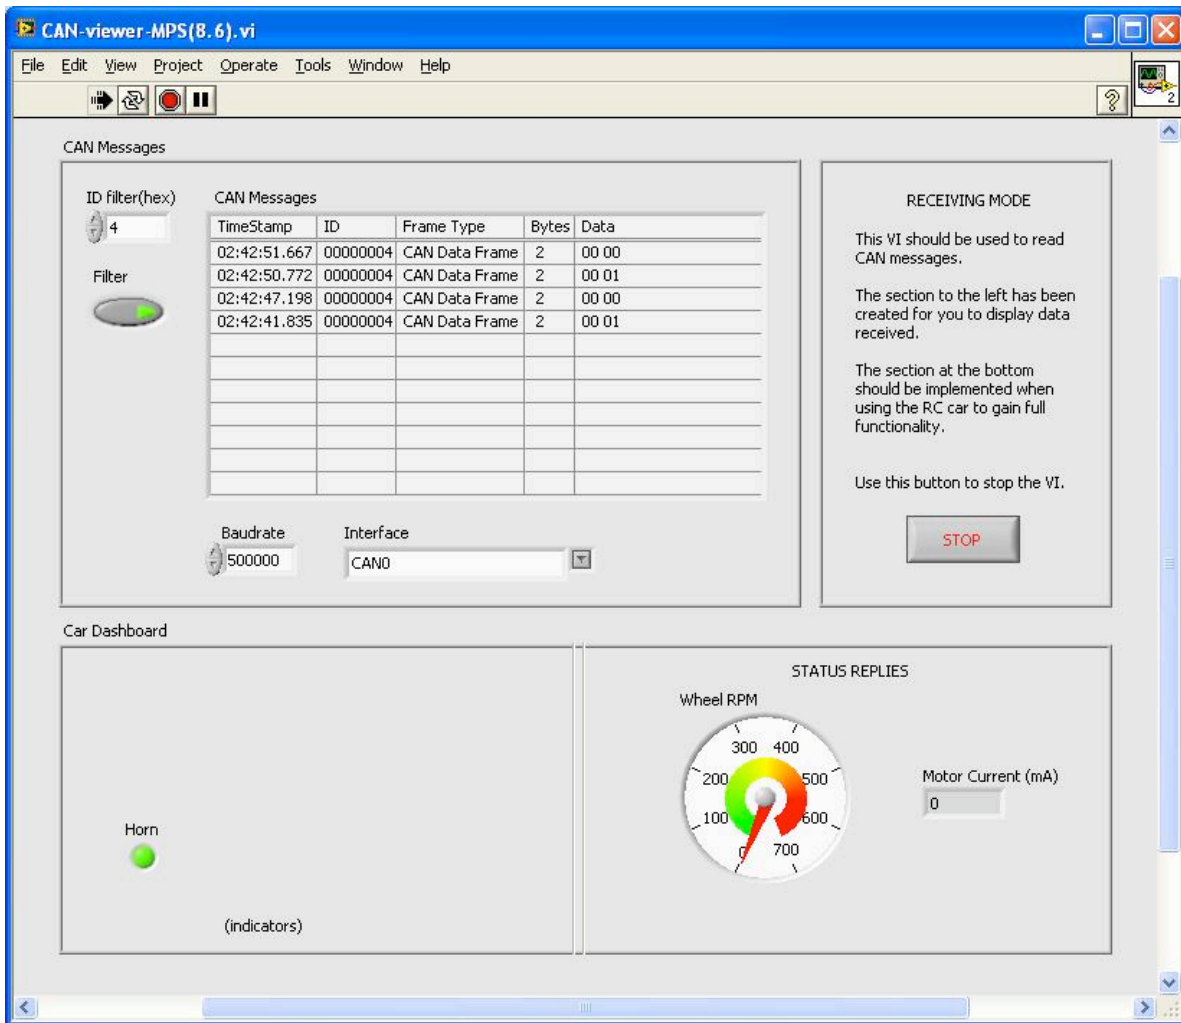 CAN-viewer-MPS(8.6).vi
File Edit View Project Operate Tools Window Help
2
CAN Messages
ID filter(hex)
4
Filter
CAN Messages
TimeStamp ID Frame Type Bytes Data
02:42:51.667 00000004 CAN Data Frame 2 00 00
02:42:50.772 00000004 CAN Data Frame 2 00 01
02:42:47.198 00000004 CAN Data Frame 2 00 00
02:42:41.835 00000004 CAN Data Frame 2 00 01
Baudrate
500000
Interface
CAN0
RECEIVING MODE
This VI should be used to read
CAN messages.
The section to the left has been
created for you to display data
received.
The section at the bottom
should be implemented when
using the RC car to gain full
functionality.
Use this button to stop the VI.
STOP
Car Dashboard
Horn
(indicators)
STATUS REPLIES
Wheel RPM
300 400
200 500
100 600
0 700
Motor Current (mA)
0